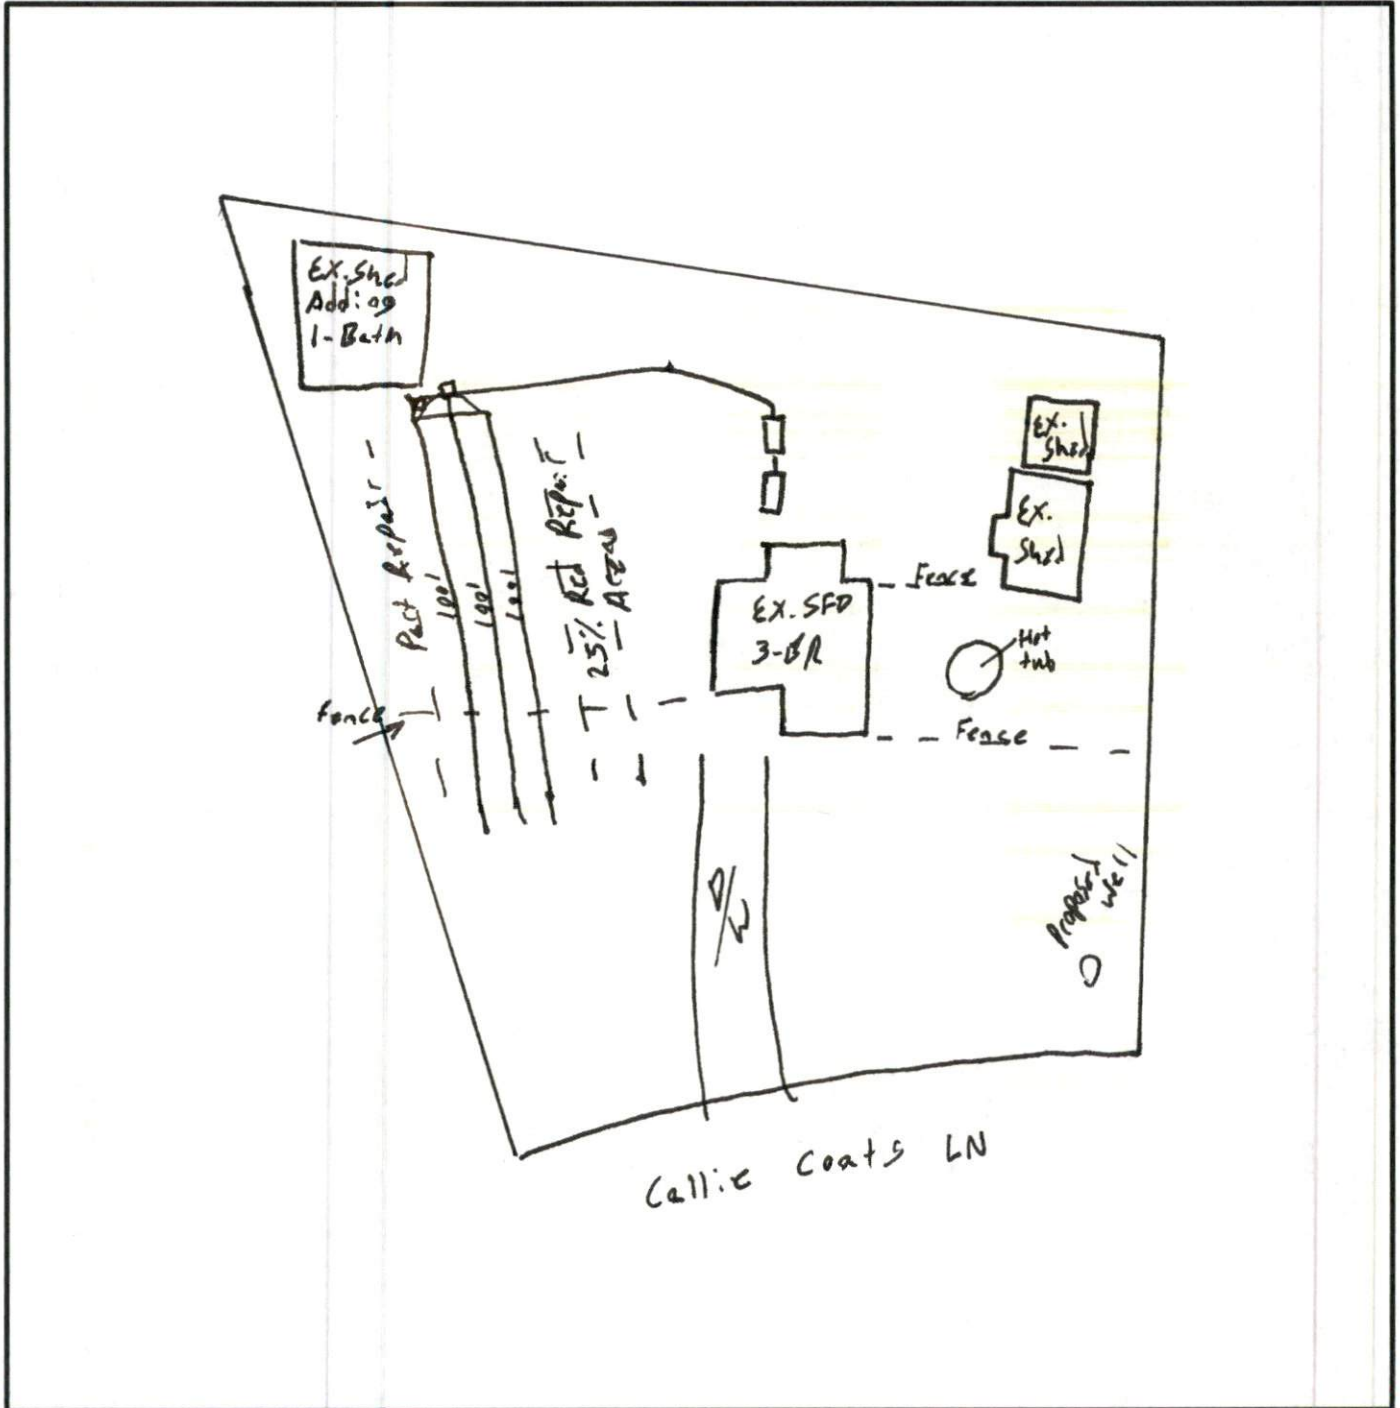 EX. Shed
Adding
1-Bath
EX.
Shed
EX.
Shed
Part Repair
100'
100'
100'
25% Red Repair
Area
EX. SFD
3-BR
Fence
Hot
tub
Fence
Fence
D/W
Proposed
Well
Callie Coats LN